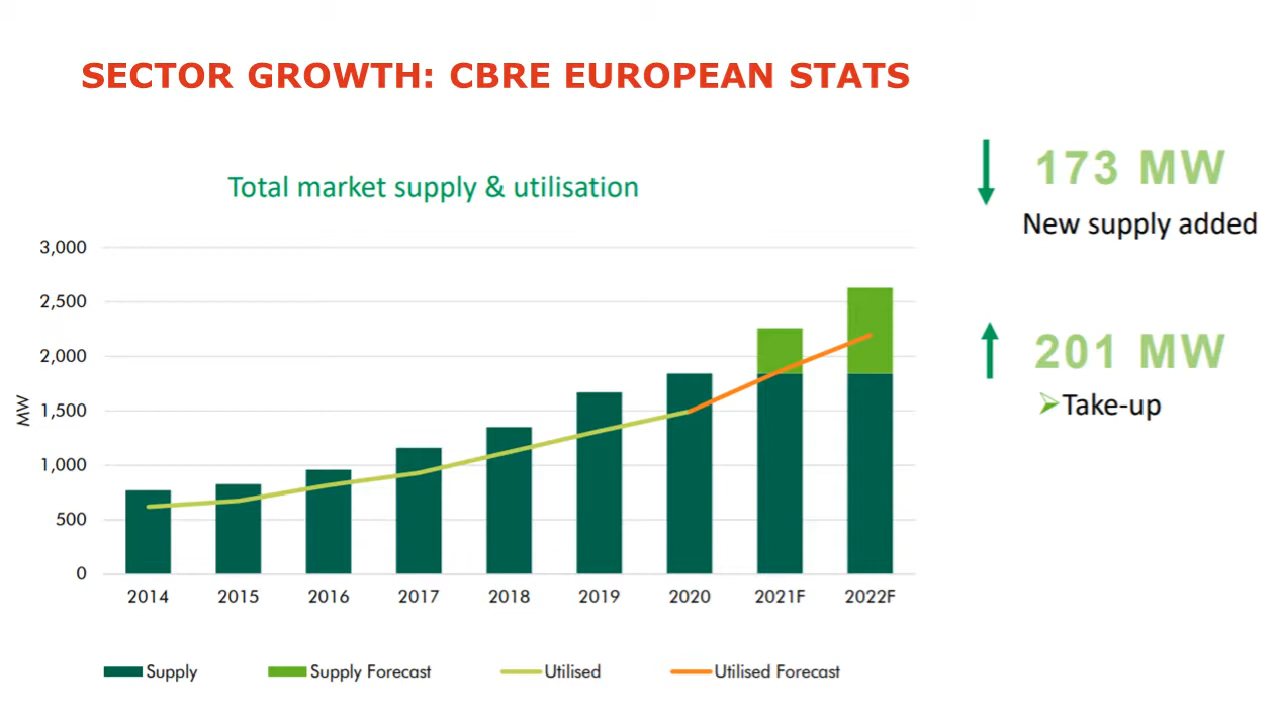 SECTOR GROWTH: CBRE EUROPEAN STATS
Total market supply & utilisation
3,000
2,500
2,000
1,500
1,000
500
0
MW
2014 2015 2016 2017 2018 2019 2020 2021F 2022F
Supply Supply Forecast Utilised Utilised Forecast
173 MW
New supply added
201 MW
Take-up